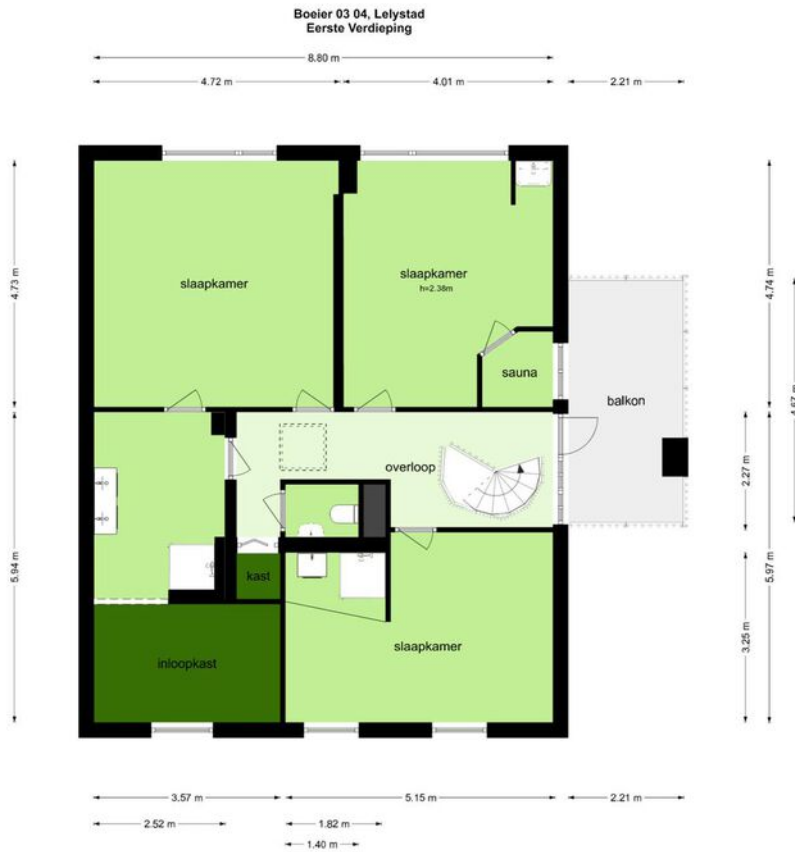 Boeier 03 04, Lelystad
Eerste Verdieping
8.80 m
4.72 m
4.01 m
2.21 m
4.73 m
4.74 m
4.67 m
slaapkamer
slaapkamer
h=2.38m
sauna
balkon
overloop
2.27 m
5.94 m
5.97 m
3.25 m
kast
inloopkast
slaapkamer
3.57 m
5.15 m
2.21 m
2.52 m
1.82 m
1.40 m